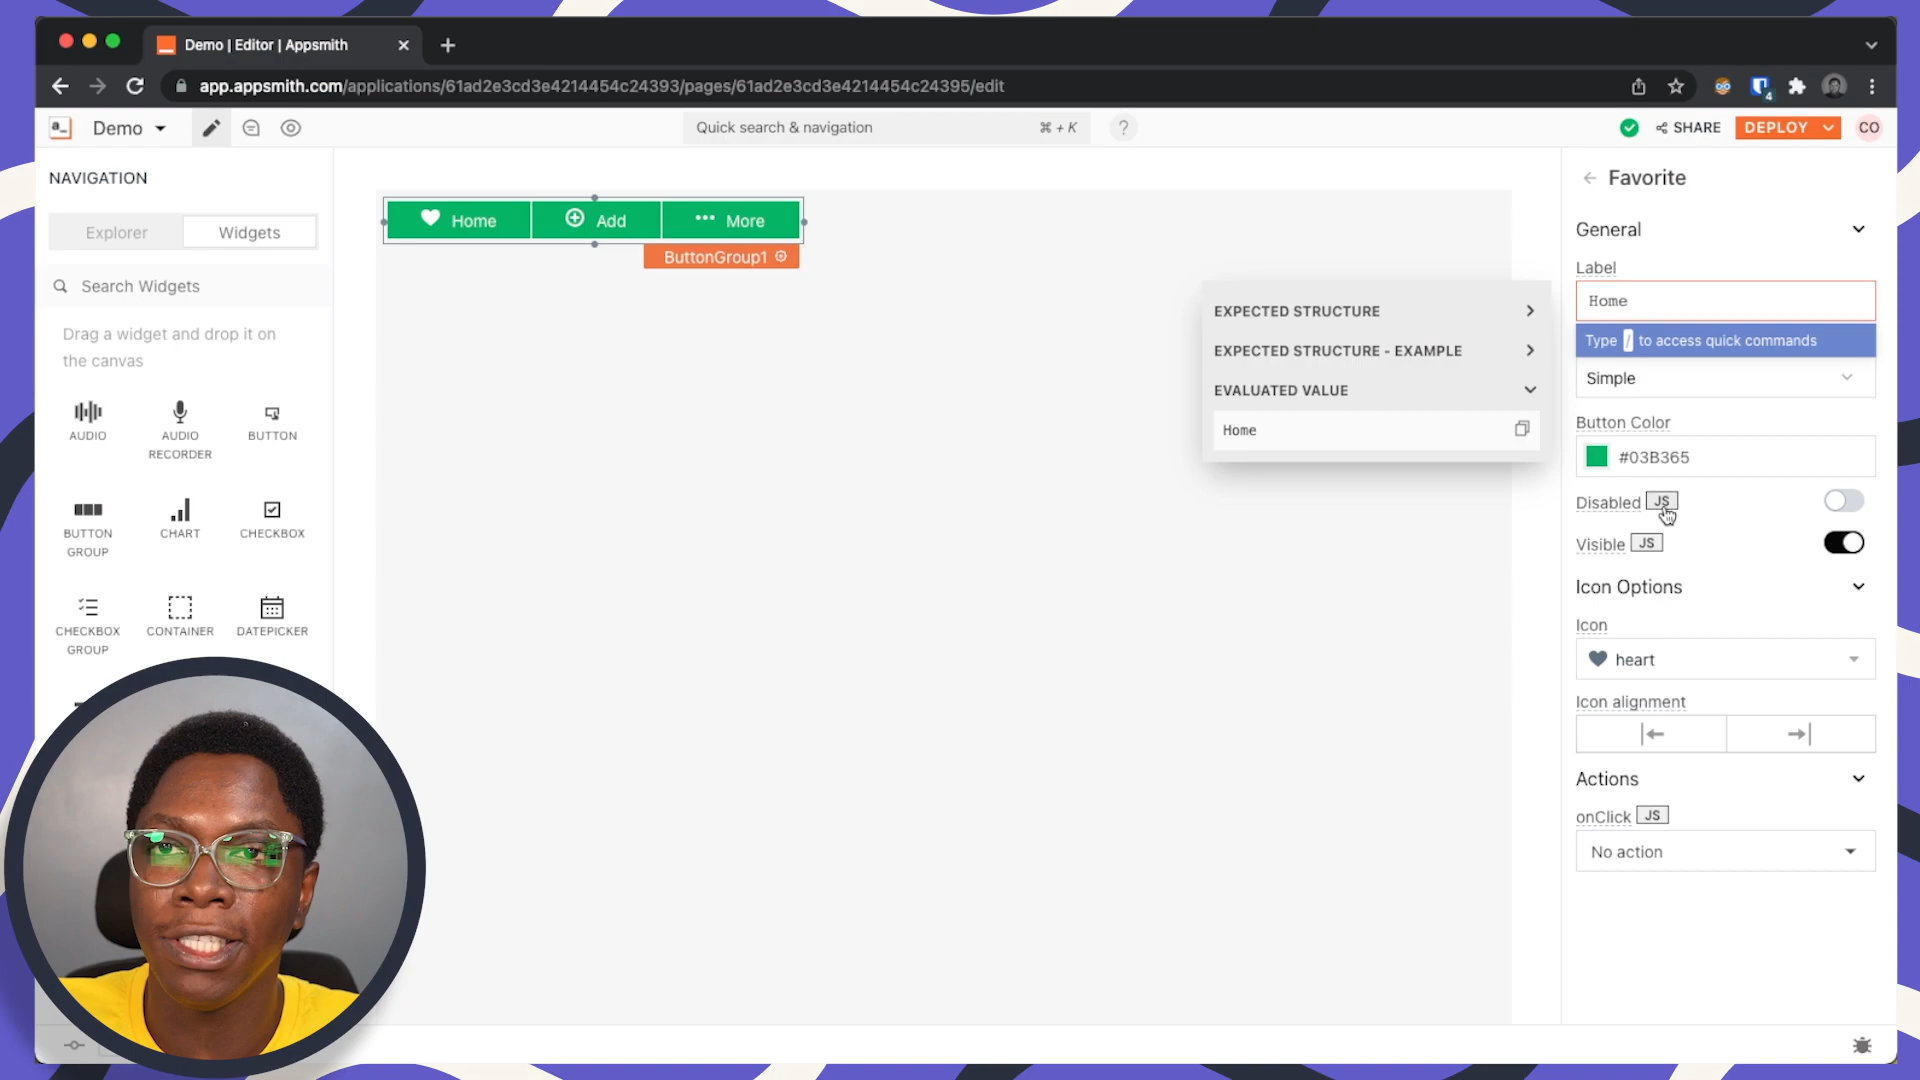 Demo | Editor | Appsmith
app.appsmith.com/applications/61ad2e3cd3e4214454c24393/pages/61ad2e3cd3e4214454c24395/edit
4
a_
Demo
Quick search & navigation
⌘ + K
?
SHARE
DEPLOY
CO
NAVIGATION
Explorer
Widgets
Search Widgets
Drag a widget and drop it on
the canvas
AUDIO
AUDIO
RECORDER
BUTTON
BUTTON
GROUP
CHART
CHECKBOX
CHECKBOX
GROUP
CONTAINER
DATEPICKER
Home
Add
More
ButtonGroup1
EXPECTED STRUCTURE
EXPECTED STRUCTURE - EXAMPLE
EVALUATED VALUE
Home
Favorite
General
Label
Home
Type / to access quick commands
Simple
Button Color
#03B365
Disabled JS
Visible JS
Icon Options
Icon
heart
Icon alignment
Actions
onClick JS
No action